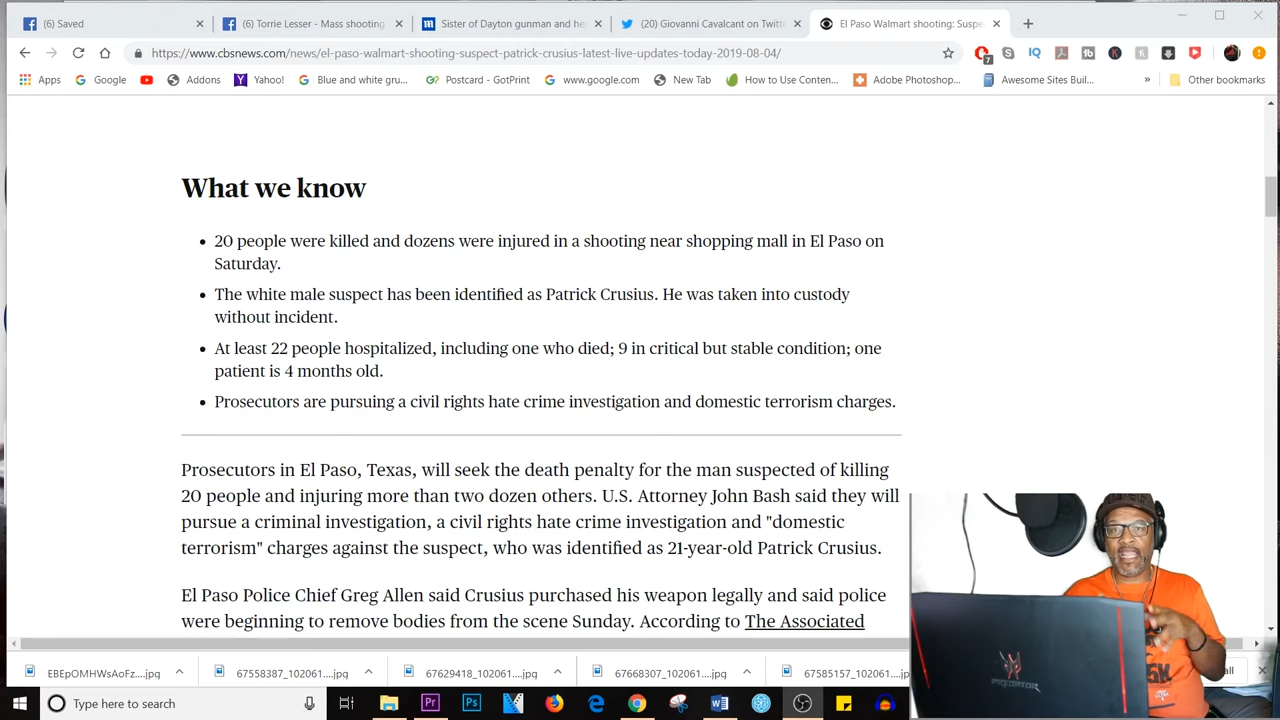 (6) Saved
(6) Torrie Lesser - Mass shooting
Sister of Dayton gunman and her
(20) Giovanni Cavalcant on Twitte
El Paso Walmart shooting: Suspe
https://www.cbsnews.com/news/el-paso-walmart-shooting-suspect-patrick-crusius-latest-live-updates-today-2019-08-04/
7
Apps
Google
Addons
Yahoo!
Blue and white gru...
Postcard - GotPrint
www.google.com
New Tab
How to Use Conten...
Adobe Photoshop...
Awesome Sites Buil...
»
Other bookmarks
What we know
• 20 people were killed and dozens were injured in a shooting near shopping mall in El Paso on
Saturday.
• The white male suspect has been identified as Patrick Crusius. He was taken into custody
without incident.
• At least 22 people hospitalized, including one who died; 9 in critical but stable condition; one
patient is 4 months old.
• Prosecutors are pursuing a civil rights hate crime investigation and domestic terrorism charges.
Prosecutors in El Paso, Texas, will seek the death penalty for the man suspected of killing
20 people and injuring more than two dozen others. U.S. Attorney John Bash said they will
pursue a criminal investigation, a civil rights hate crime investigation and "domestic
terrorism" charges against the suspect, who was identified as 21-year-old Patrick Crusius.
El Paso Police Chief Greg Allen said Crusius purchased his weapon legally and said police
were beginning to remove bodies from the scene Sunday. According to The Associated
EBEpOMHWsAoFz....jpg
67558387_102061....jpg
67629418_102061....jpg
67668307_102061....jpg
67585157_102061....jpg
Type here to search
PREDATOR
5K